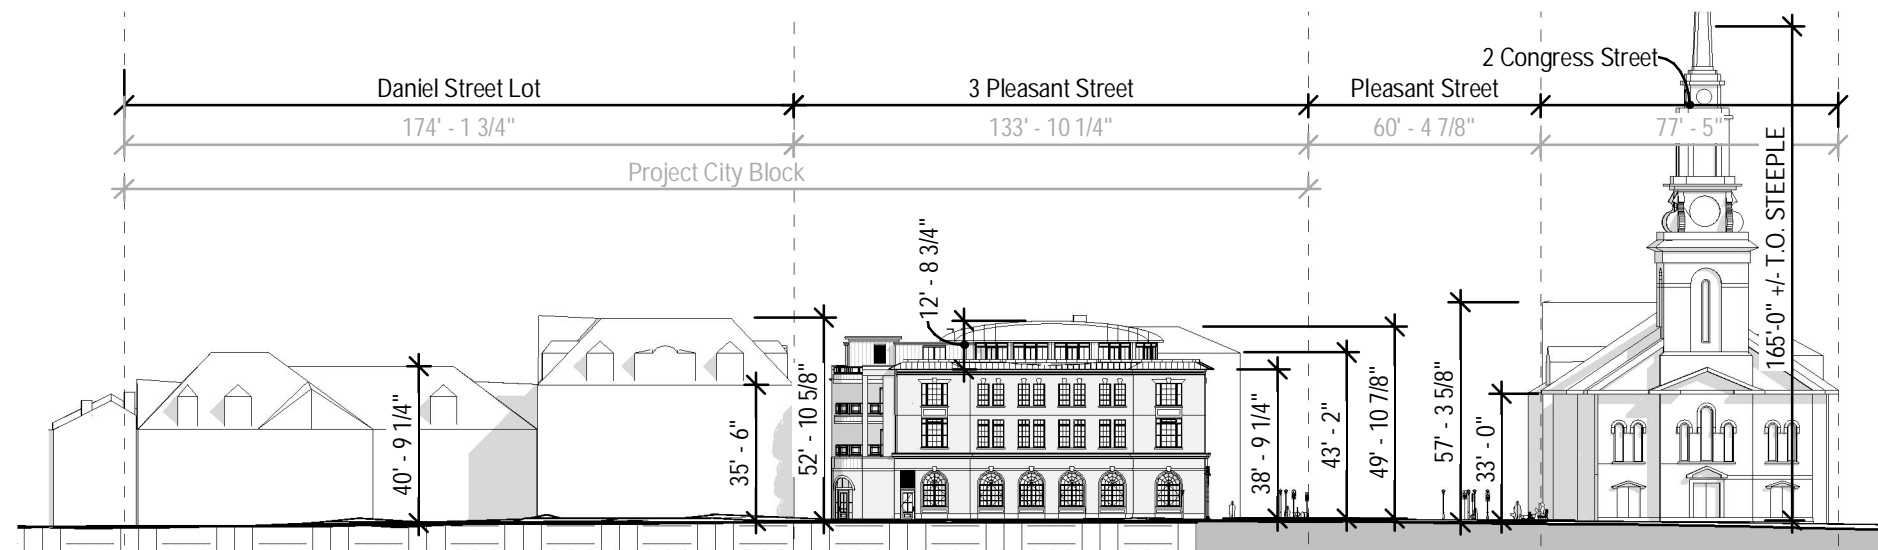 2 Congress Street
Daniel Street Lot
3 Pleasant Street
Pleasant Street
174' - 1 3/4"
133' - 10 1/4"
60' - 4 7/8"
77' - 5"
Project City Block
165'-0" +/- T.O. STEEPLE
12' - 8 3/4"
40' - 9 1/4"
35' - 6"
52' - 10 5/8"
38' - 9 1/4"
43' - 2"
49' - 10 7/8"
57' - 3 5/8"
33' - 0"